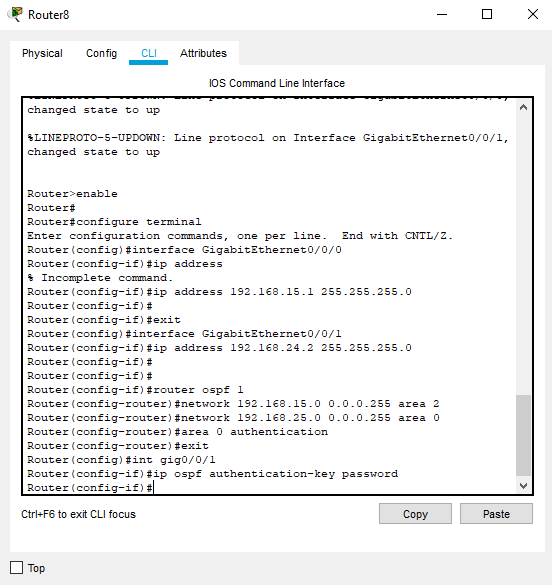 Router8
Physical Config CLI Attributes
IOS Command Line Interface
changed state to up
%LINEPROTO-5-UPDOWN: Line protocol on Interface GigabitEthernet0/0/1,
changed state to up
Router>enable
Router#
Router#configure terminal
Enter configuration commands, one per line.  End with CNTL/Z.
Router(config)#interface GigabitEthernet0/0/0
Router(config-if)#ip address
% Incomplete command.
Router(config-if)#ip address 192.168.15.1 255.255.255.0
Router(config-if)#
Router(config-if)#exit
Router(config)#interface GigabitEthernet0/0/1
Router(config-if)#ip address 192.168.24.2 255.255.255.0
Router(config-if)#
Router(config-if)#
Router(config-if)#router ospf 1
Router(config-router)#network 192.168.15.0 0.0.0.255 area 2
Router(config-router)#network 192.168.25.0 0.0.0.255 area 0
Router(config-router)#area 0 authentication
Router(config-router)#exit
Router(config)#int gig0/0/1
Router(config-if)#ip ospf authentication-key password
Router(config-if)#
Ctrl+F6 to exit CLI focus
Copy Paste
Top